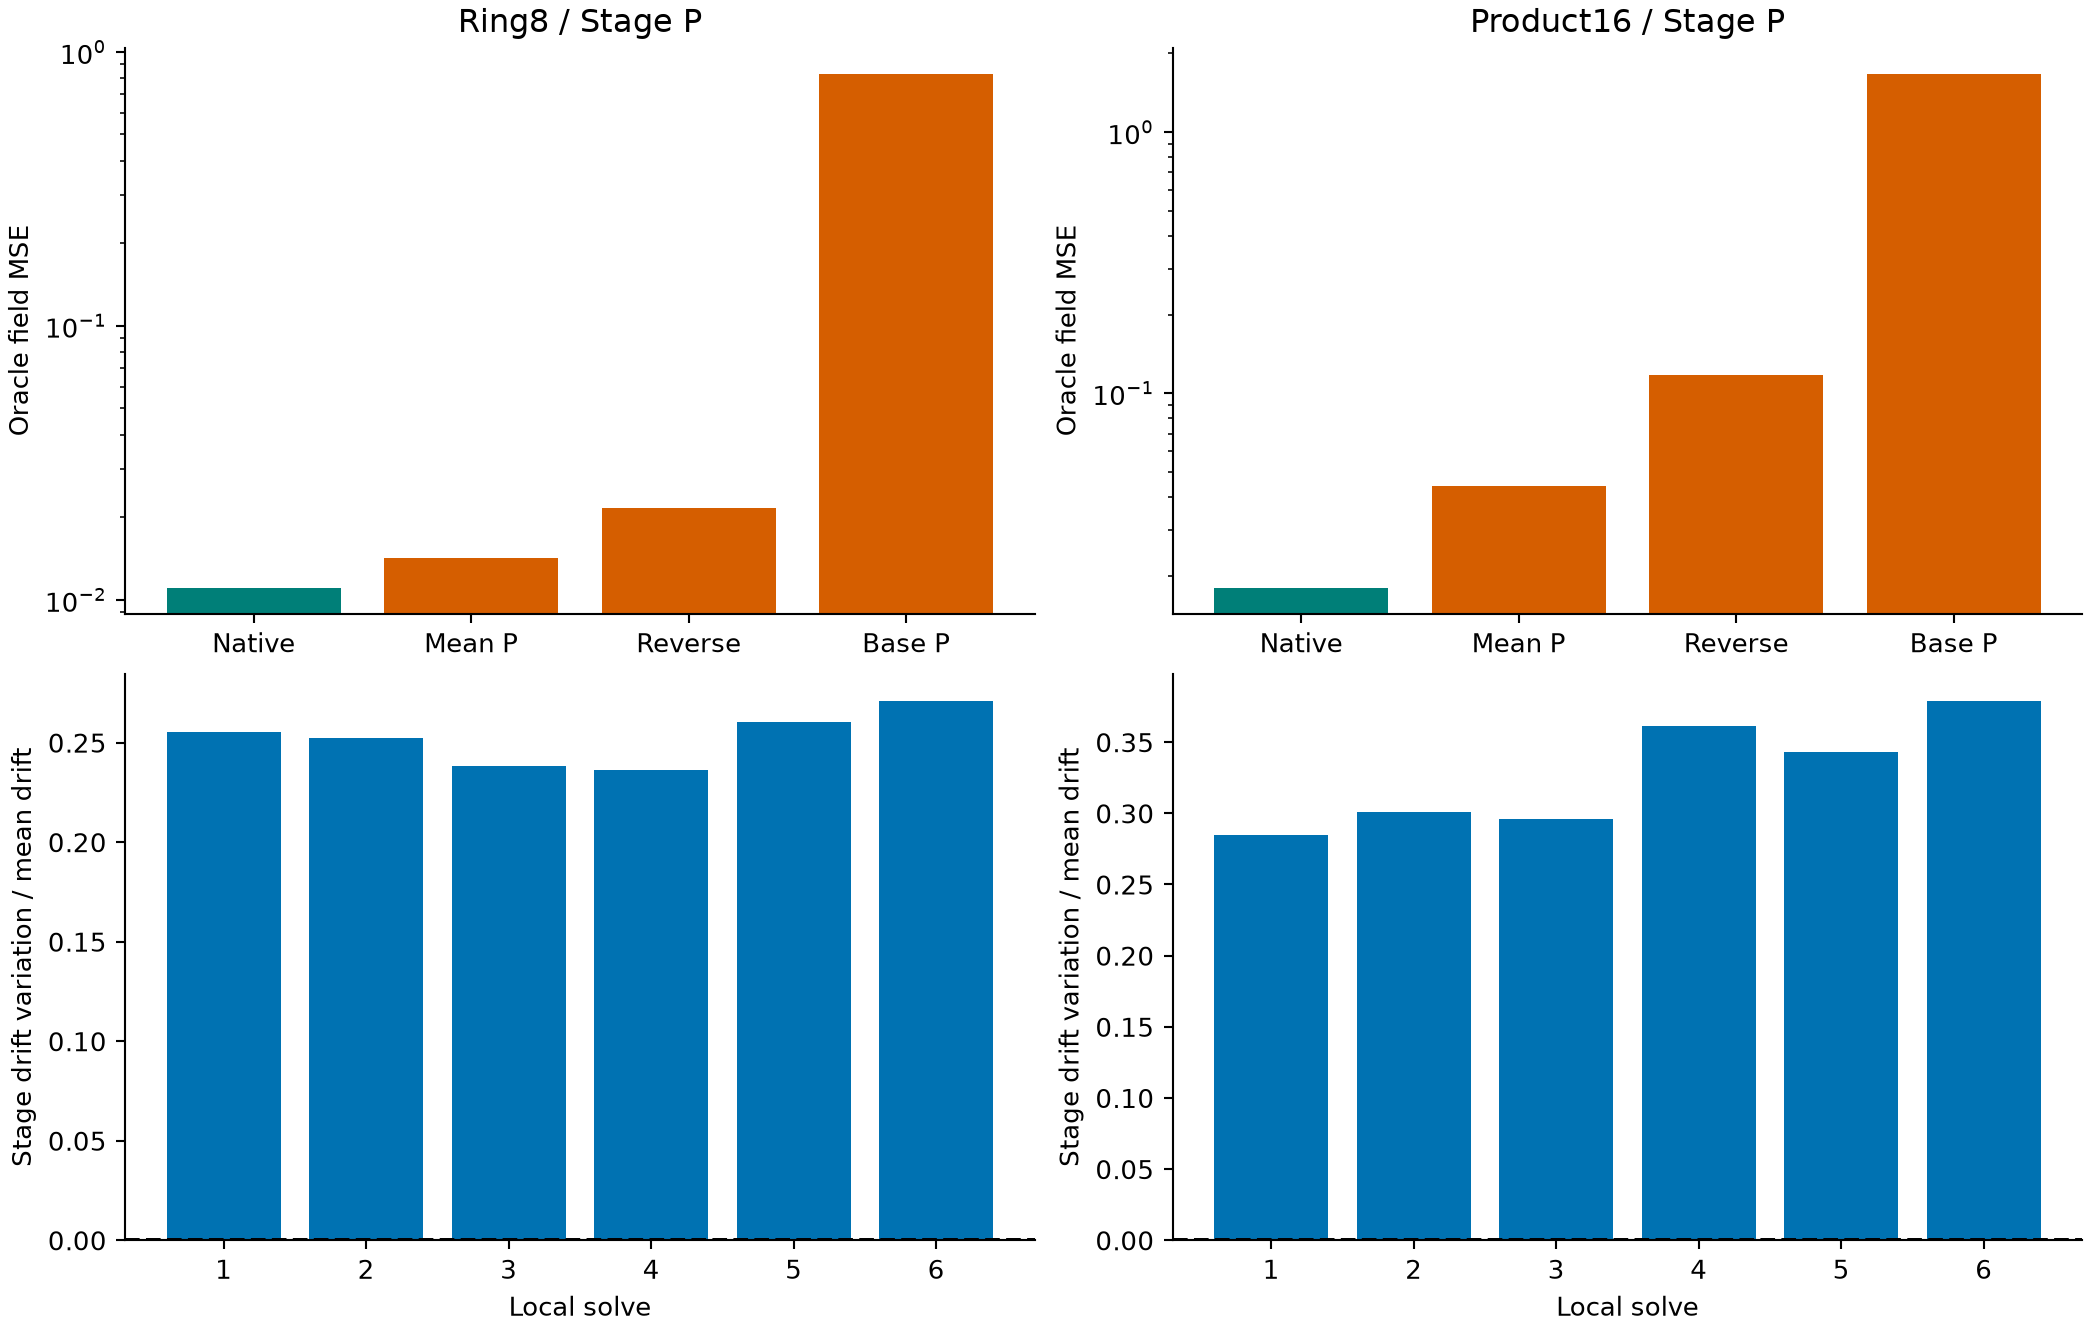 Ring8 / Stage P
Oracle field MSE
10⁰
10⁻¹
10⁻²
Native Mean P Reverse Base P
Product16 / Stage P
Oracle field MSE
10⁰
10⁻¹
Native Mean P Reverse Base P
Stage drift variation / mean drift
0.25
0.20
0.15
0.10
0.05
0.00
1 2 3 4 5 6
Local solve
Stage drift variation / mean drift
0.35
0.30
0.25
0.20
0.15
0.10
0.05
0.00
1 2 3 4 5 6
Local solve